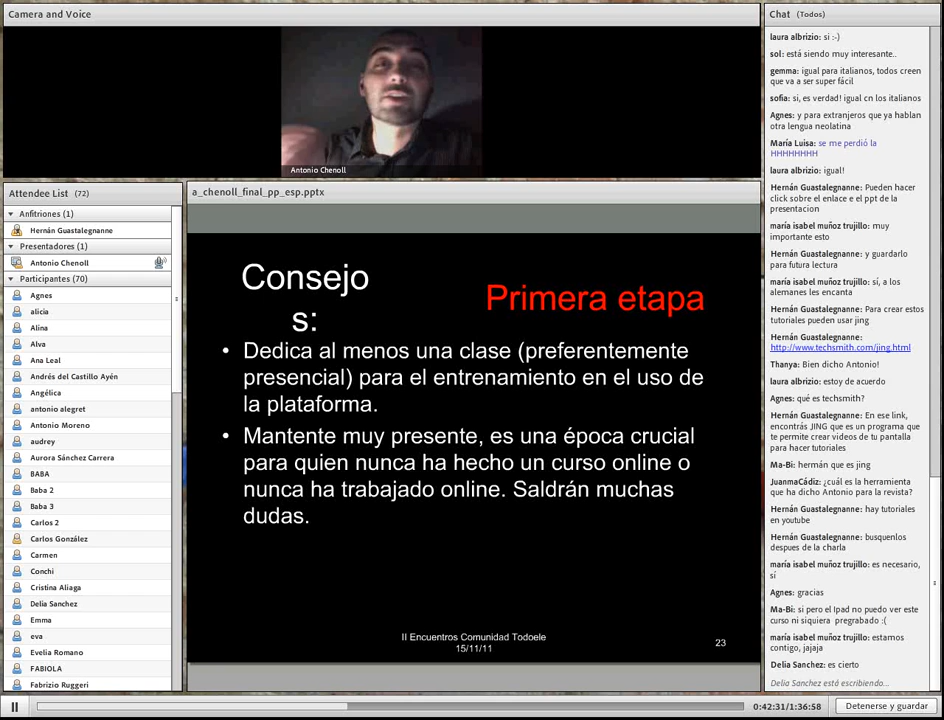 Camera and Voice
Antonio Chenoll
Attendee List (72)
Anfitriones (1)
Hernán Guastalegnanne
Presentadores (1)
Antonio Chenoll
Participantes (70)
Agnes
alicia
Alina
Alva
Ana Leal
Andrés del Castillo Ayén
Angélica
antonio alegret
Antonio Moreno
audrey
Aurora Sánchez Carrera
BABA
Baba 2
Baba 3
Carlos 2
Carlos González
Carmen
Conchi
Cristina Aliaga
Delia Sanchez
Emma
eva
Evelia Romano
FABIOLA
Fabrizio Ruggeri
a_chenoll_final_pp_esp.pptx
Consejo
s:
Primera etapa
• Dedica al menos una clase (preferentemente
presencial) para el entrenamiento en el uso de
la plataforma.
• Mantente muy presente, es una época crucial
para quien nunca ha hecho un curso online o
nunca ha trabajado online. Saldrán muchas
dudas.
II Encuentros Comunidad Todoele
15/11/11
23
Chat (Todos)
laura albrizio: si :-)
sol: está siendo muy interesante..
gemma: igual para italianos, todos creen
que va a ser super fácil
sofia: si, es verdad! igual cn los italianos
Agnes: y para extranjeros que ya hablan
otra lengua neolatina
María Luisa: se me perdió la
HHHHHHHH
laura albrizio: igual!
Hernán Guastalegnanne: Pueden hacer
click sobre el enlace e el ppt de la
presentacion
maría isabel muñoz trujillo: muy
importante esto
Hernán Guastalegnanne: y guardarlo
para futura lectura
maría isabel muñoz trujillo: sí, a los
alemanes les encanta
Hernán Guastalegnanne: Para crear estos
tutoriales pueden usar jing
Hernán Guastalegnanne:
http://www.techsmith.com/jing.html
Thanya: Bien dicho Antonio!
laura albrizio: estoy de acuerdo
Agnes: qué es techsmith?
Hernán Guastalegnanne: En ese link,
encontrás JING que es un programa que
te permite crear videos de tu pantalla
para hacer tutoriales
Ma-Bi: hermán que es jing
JuanmaCádiz: ¿cuál es la herramienta
que ha dicho Antonio para la revista?
Hernán Guastalegnanne: hay tutoriales
en youtube
Hernán Guastalegnanne: busquenlos
despues de la charla
maría isabel muñoz trujillo: es necesario,
sí
Agnes: gracias
Ma-Bi: si pero el Ipad no puedo ver este
curso ni siquiera pregrabado :(
maría isabel muñoz trujillo: estamos
contigo, jajaja
Delia Sanchez: es cierto
Delia Sanchez está escribiendo...
0:42:31/1:36:58
Detenerse y guardar